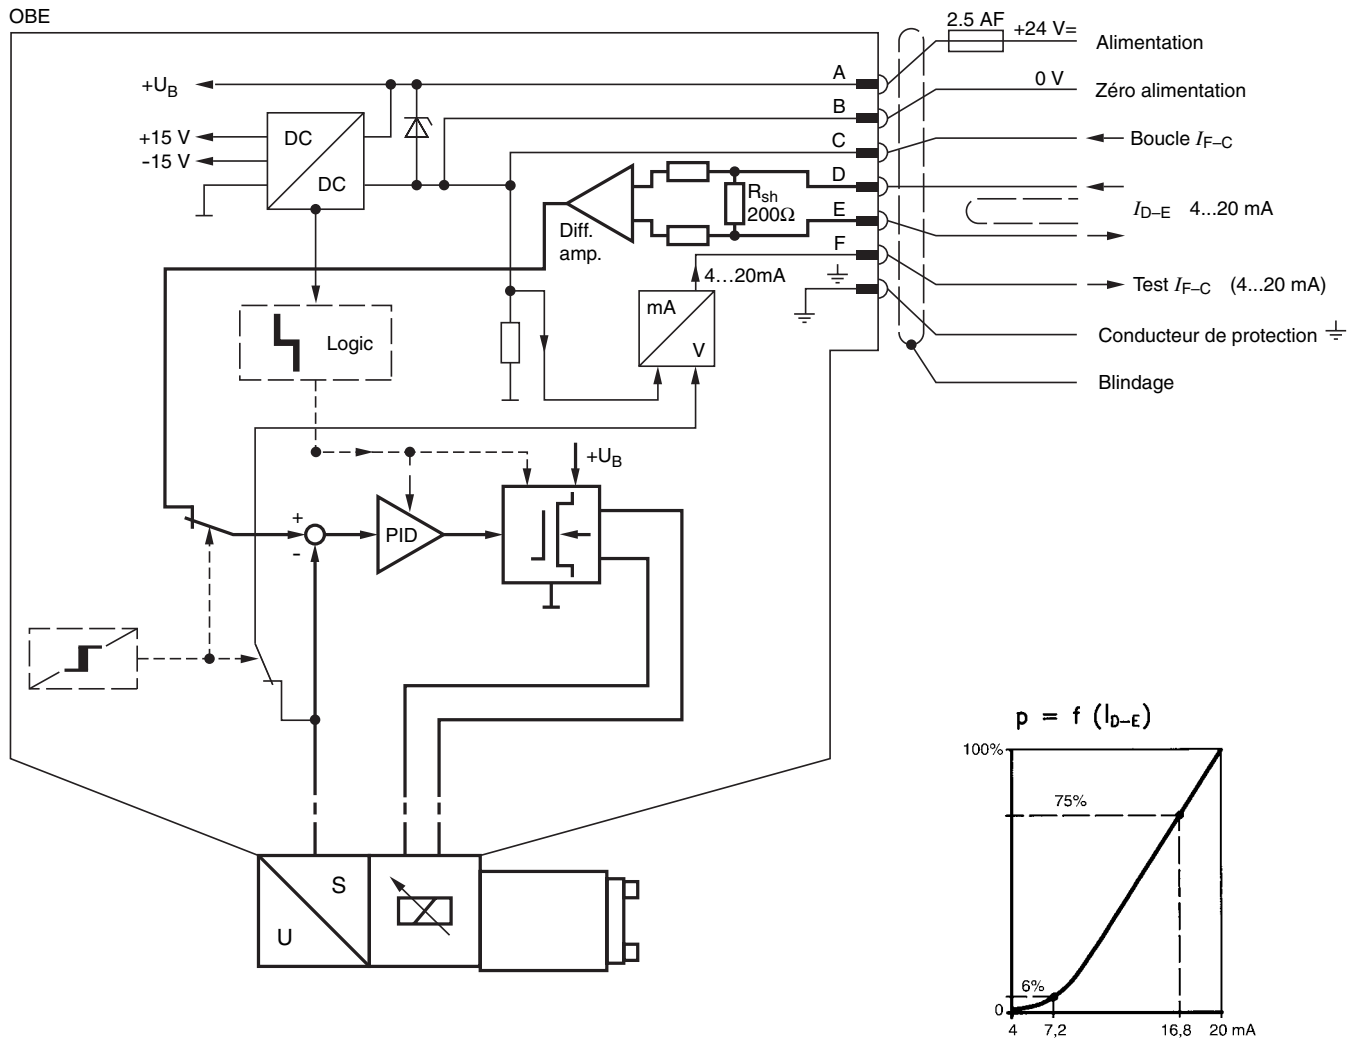 OBE
2.5 AF
+24 V=
Alimentation
+U_B
A
0 V
Zéro alimentation
B
+15 V
-15 V
DC
DC
C
Boucle I_F–C
D
R_sh
200Ω
I_D–E 4...20 mA
Diff.
amp.
E
F
4...20mA
Test I_F–C (4...20 mA)
mA
V
Conducteur de protection
Logic
Blindage
+U_B
+
-
PID
p = f (I_D–E)
100%
75%
6%
0
4
7,2
16,8
20 mA
S
U